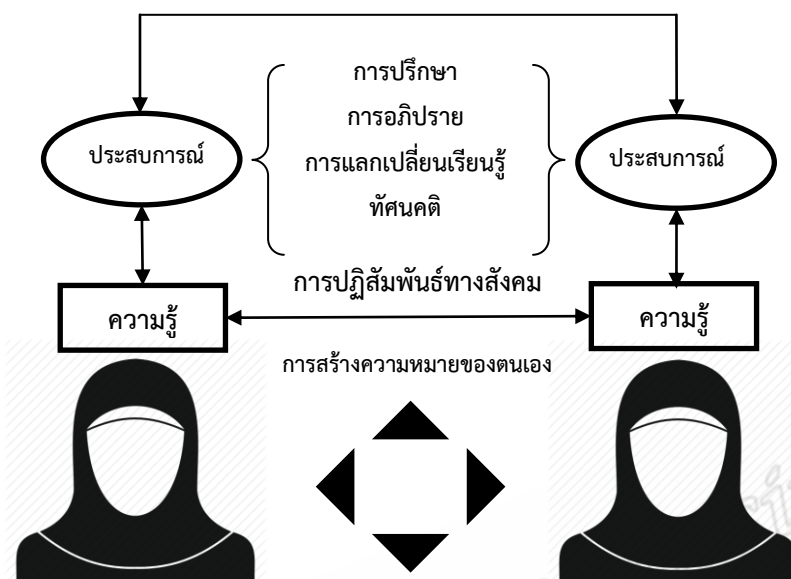 การปรึกษา
การอภิปราย
ประสบการณ์
การแลกเปลี่ยนเรียนรู้
ประสบการณ์
ทัศนคติ
การปฏิสัมพันธ์ทางสังคม
ความรู้
ความรู้
การสร้างความหมายของตนเอง